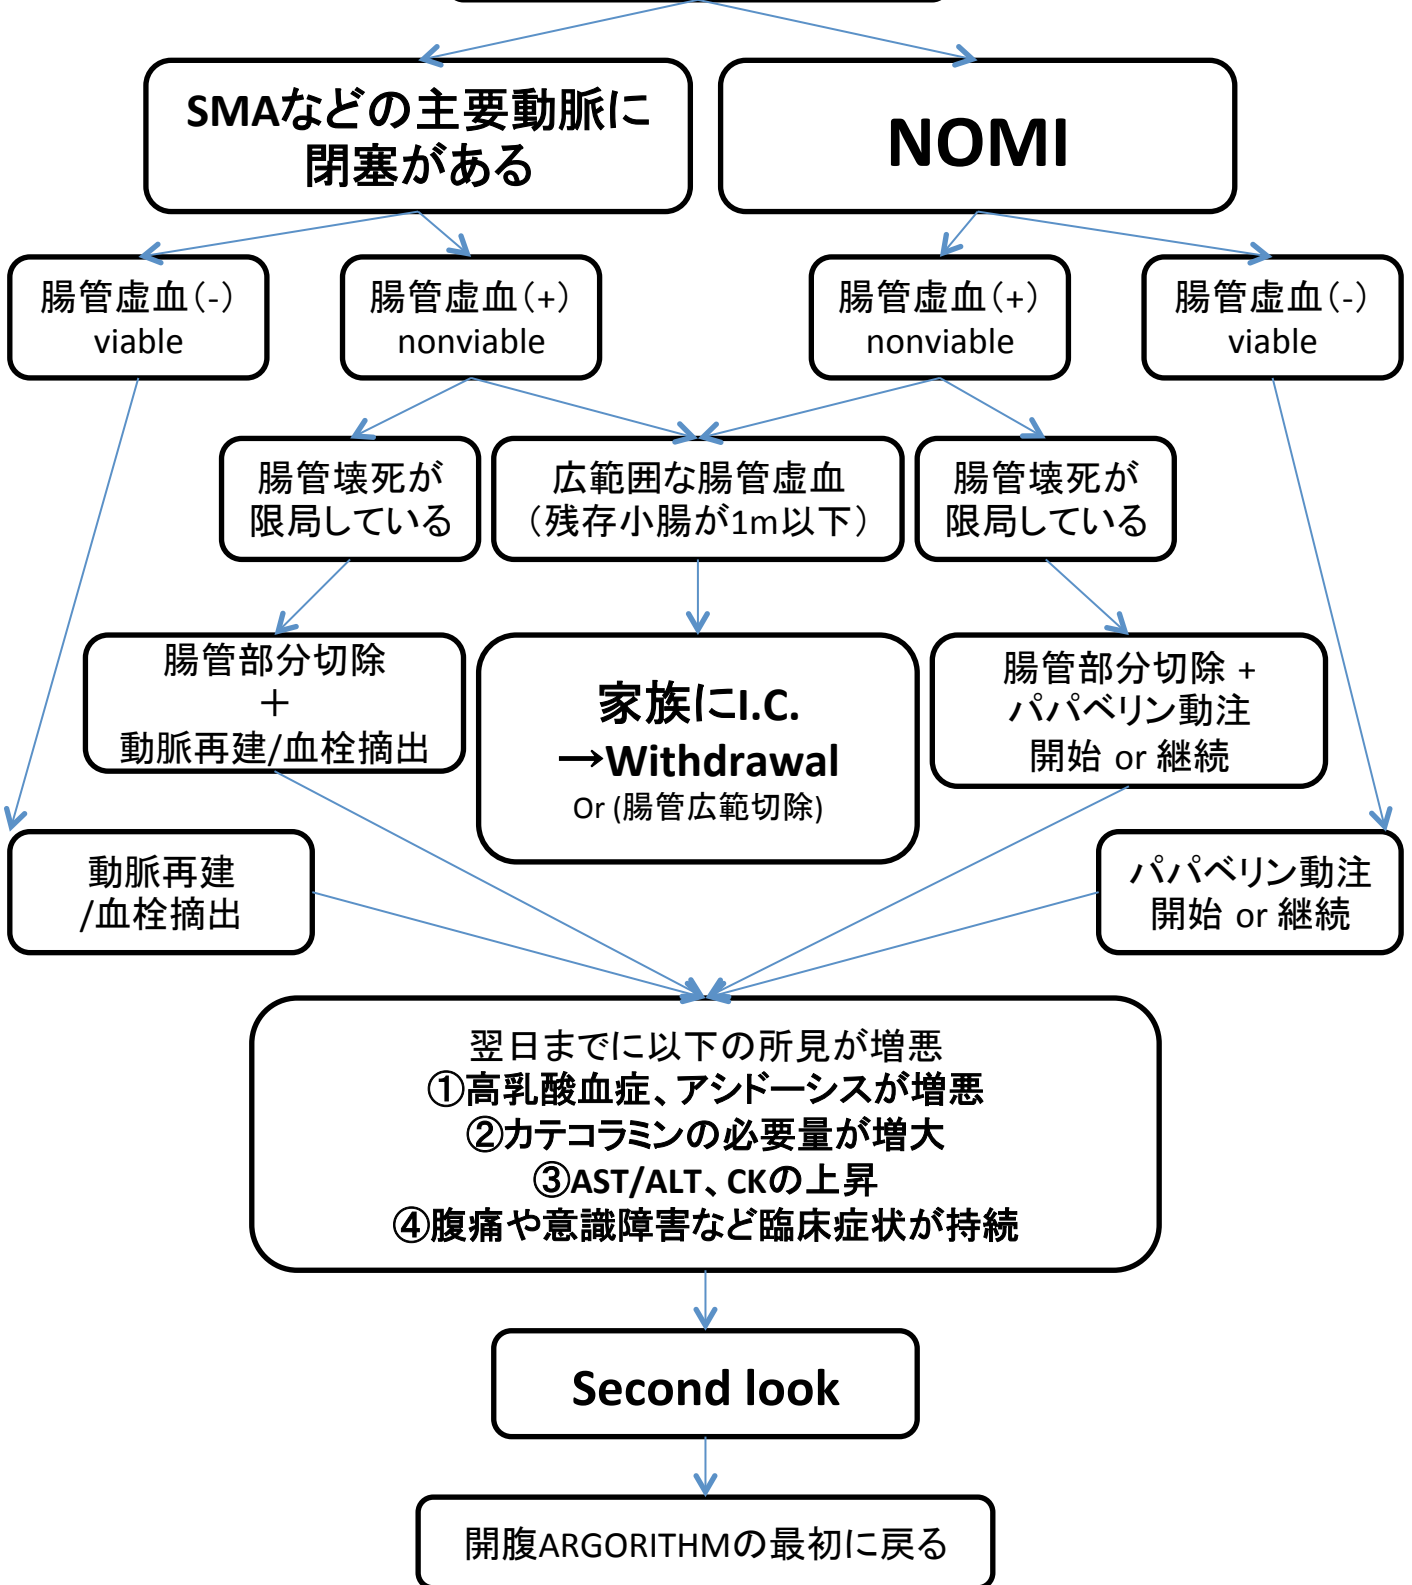 SMAなどの主要動脈に
閉塞がある
NOMI
腸管虚血(-)
viable
腸管虚血(+)
nonviable
腸管虚血(+)
nonviable
腸管虚血(-)
viable
腸管壊死が
限局している
広範囲な腸管虚血
(残存小腸が1m以下)
腸管壊死が
限局している
腸管部分切除
+
動脈再建/血栓摘出
家族にI.C.
→Withdrawal
Or (腸管広範切除)
腸管部分切除 +
パパベリン動注
開始 or 継続
動脈再建
/血栓摘出
パパベリン動注
開始 or 継続
翌日までに以下の所見が増悪
①高乳酸血症、アシドーシスが増悪
②カテコラミンの必要量が増大
③AST/ALT、CKの上昇
④腹痛や意識障害など臨床症状が持続
Second look
開腹ARGORITHMの最初に戻る